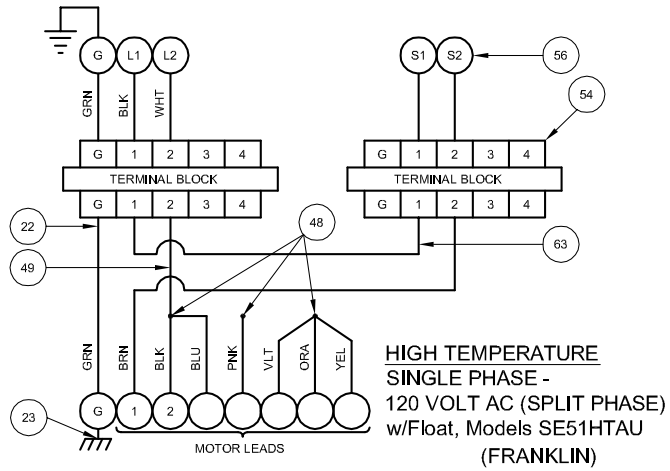 G L1 L2 S1 S2 56
54
GRN BLK WHT
G 1 2 3 4 G 1 2 3 4
TERMINAL BLOCK TERMINAL BLOCK
G 1 2 3 4 G 1 2 3 4
22 48
49 63
GRN BRN BLK BLU PNK VLT ORA YEL
HIGH TEMPERATURE
SINGLE PHASE -
120 VOLT AC (SPLIT PHASE)
w/Float, Models SE51HTAU
(FRANKLIN)
G 1 2
23
MOTOR LEADS